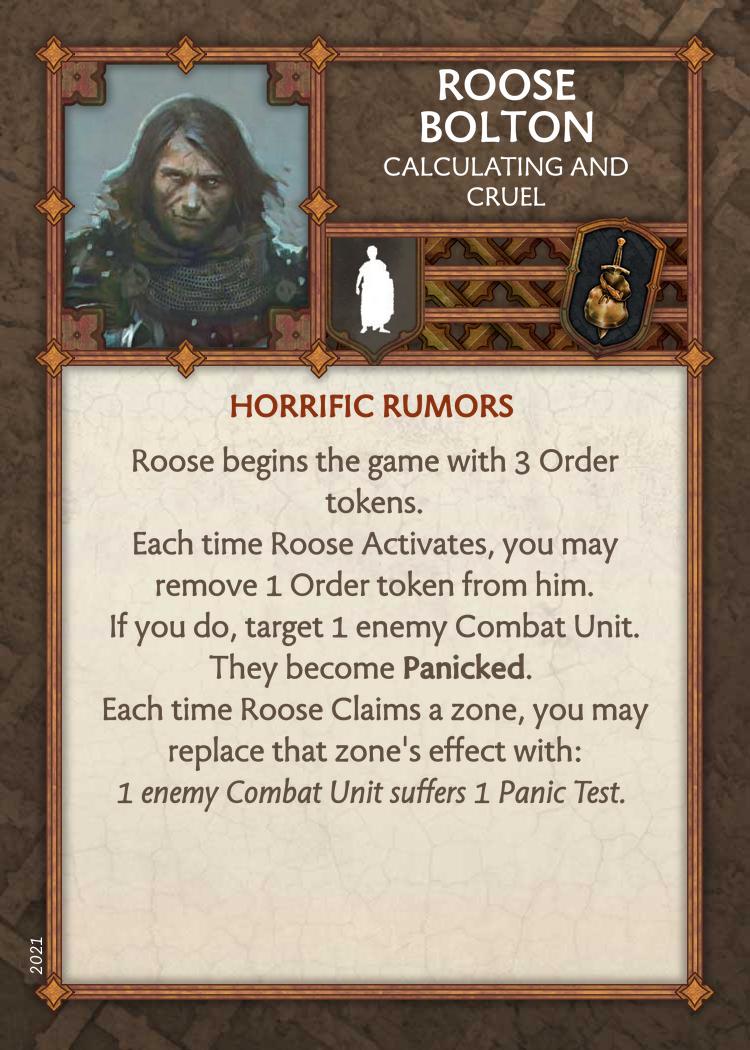 ROOSE
BOLTON
CALCULATING AND
CRUEL
HORRIFIC RUMORS
Roose begins the game with 3 Order
tokens.
Each time Roose Activates, you may
remove 1 Order token from him.
If you do, target 1 enemy Combat Unit.
They become Panicked.
Each time Roose Claims a zone, you may
replace that zone's effect with:
1 enemy Combat Unit suffers 1 Panic Test.
2021